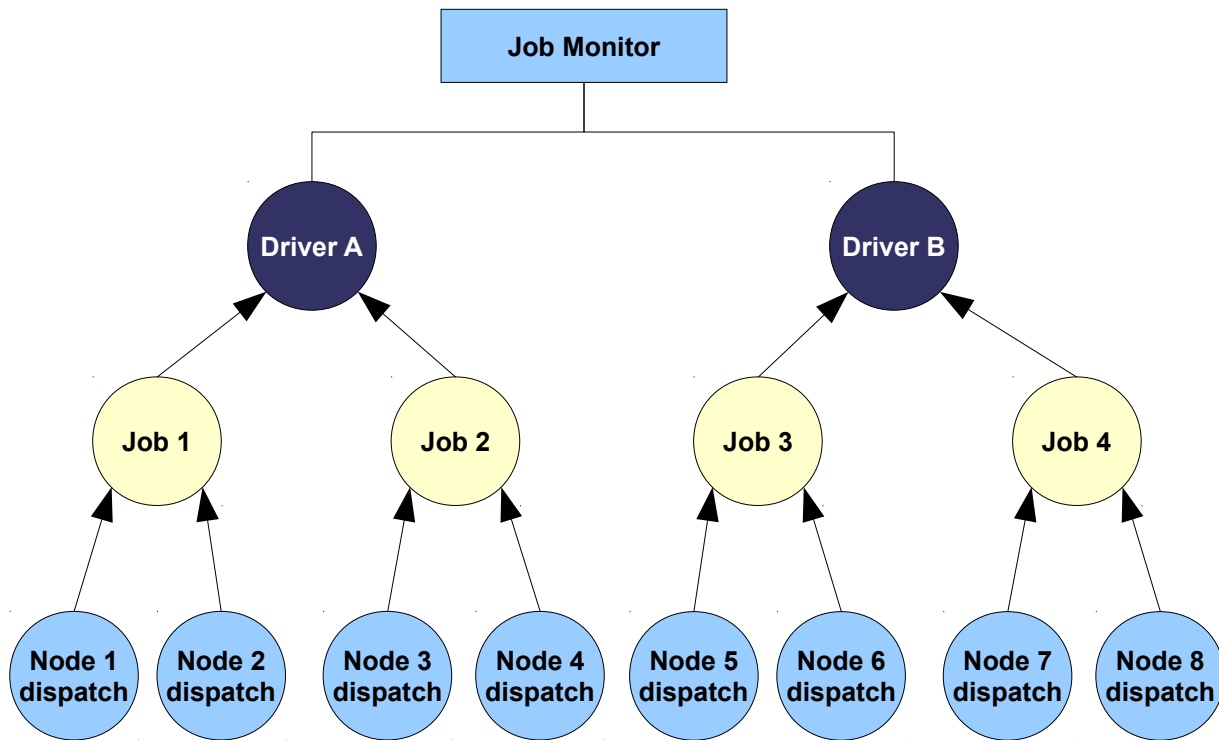 Job Monitor
Driver A
Driver B
Job 1
Job 2
Job 3
Job 4
Node 1
dispatch
Node 2
dispatch
Node 3
dispatch
Node 4
dispatch
Node 5
dispatch
Node 6
dispatch
Node 7
dispatch
Node 8
dispatch